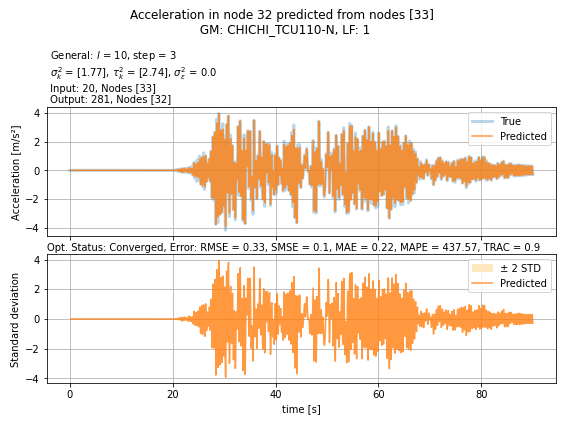 Acceleration in node 32 predicted from nodes [33]
GM: CHICHI_TCU110-N, LF: 1
General: l = 10, step = 3
σ²ₖ = [1.77], τ²ₖ = [2.74], σ²ε = 0.0
Input: 20, Nodes [33]
Output: 281, Nodes [32]
4
2
0
−2
−4
Acceleration [m/s²]
True
Predicted
Opt. Status: Converged, Error: RMSE = 0.33, SMSE = 0.1, MAE = 0.22, MAPE = 437.57, TRAC = 0.9
4
2
0
−2
−4
Standard deviation
± 2 STD
Predicted
0 20 40 60 80
time [s]